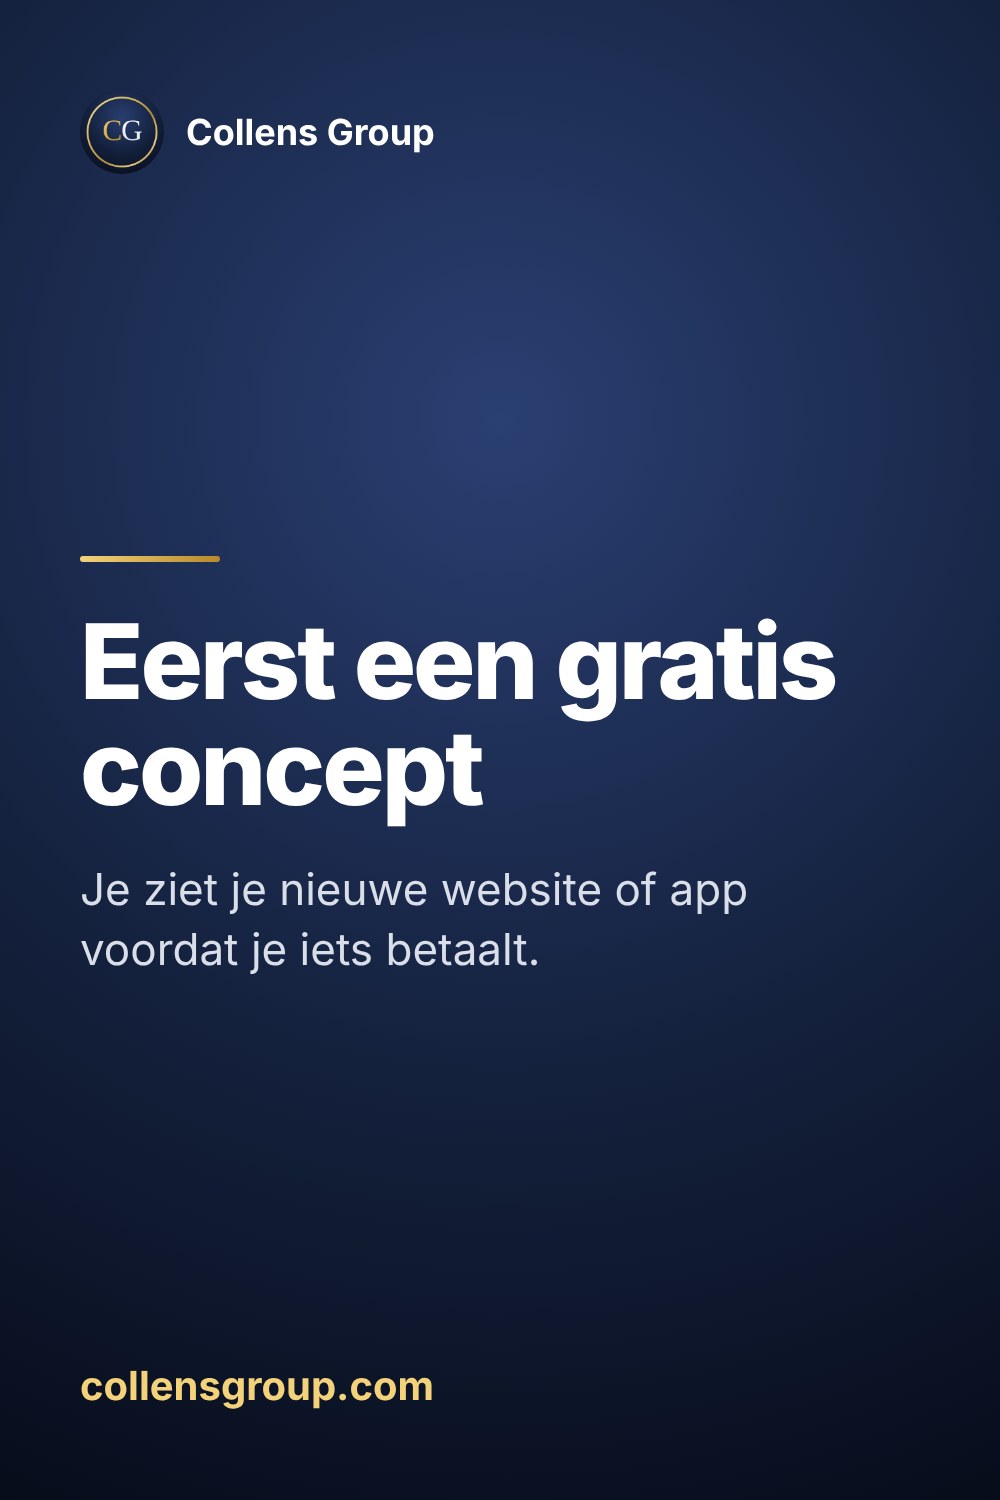 CG
Collens Group
Eerst een gratis
concept
Je ziet je nieuwe website of app
voordat je iets betaalt.
collensgroup.com